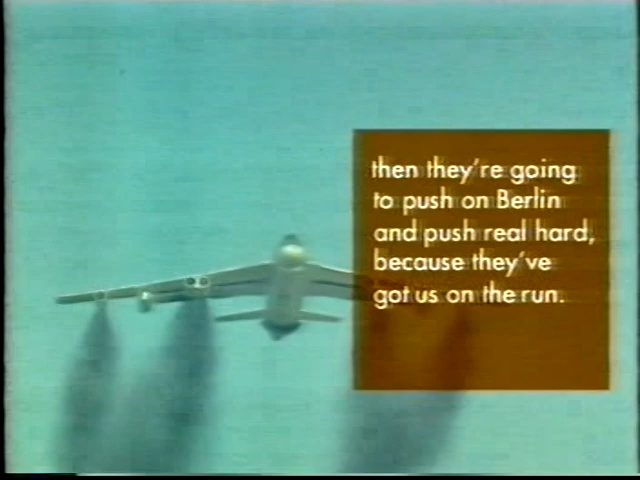 then they're going
to push on Berlin
and push real hard,
because they've
got us on the run.